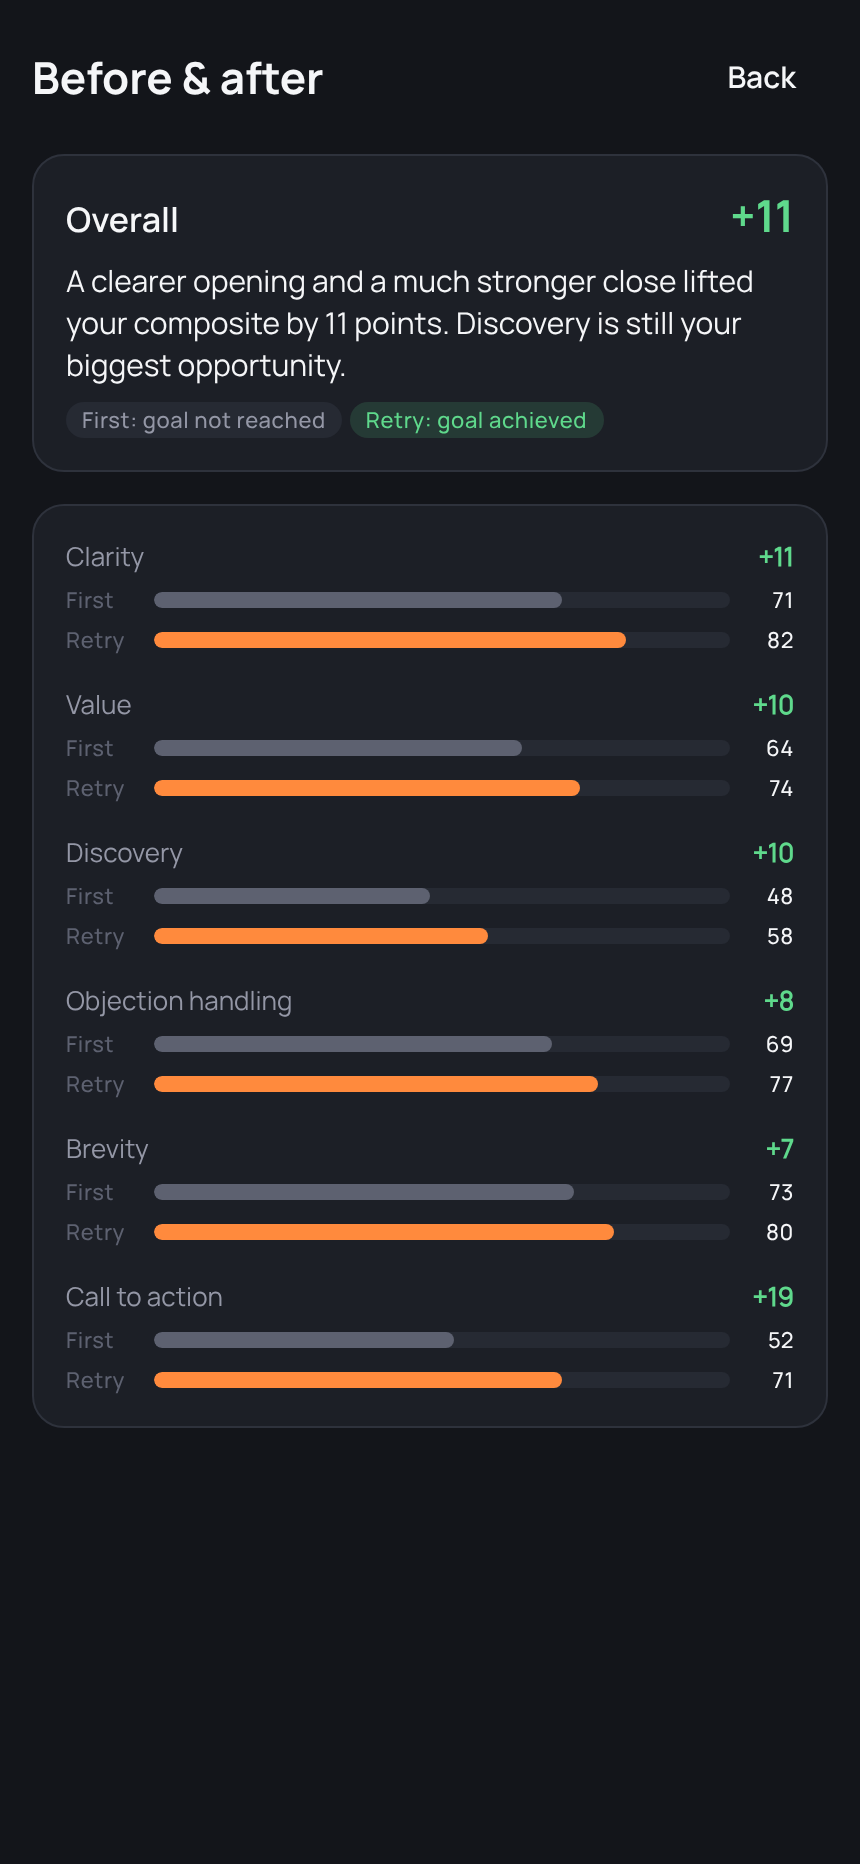 Before & after
Back
Overall
+11
A clearer opening and a much stronger close lifted
your composite by 11 points. Discovery is still your
biggest opportunity.
First: goal not reached
Retry: goal achieved
Clarity
+11
First
71
Retry
82
Value
+10
First
64
Retry
74
Discovery
+10
First
48
Retry
58
Objection handling
+8
First
69
Retry
77
Brevity
+7
First
73
Retry
80
Call to action
+19
First
52
Retry
71